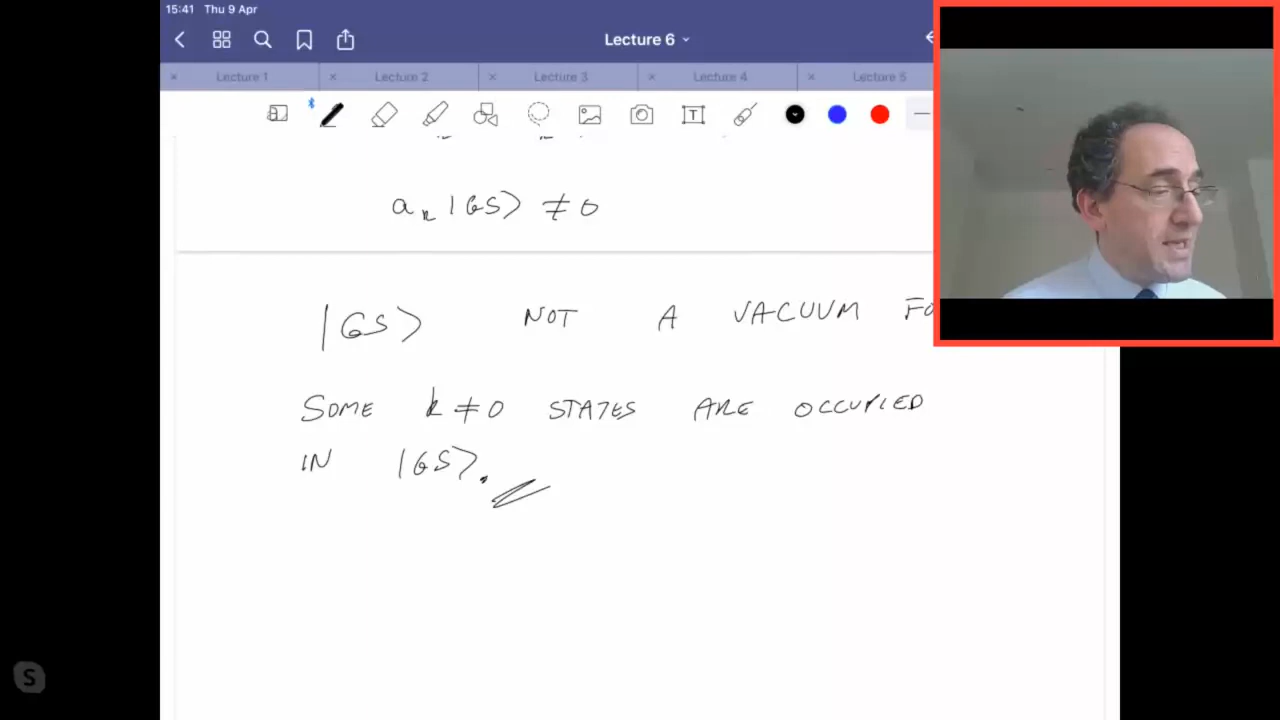 15:41 Thu 9 Apr
Lecture 6
Lecture 1 Lecture 2 Lecture 3 Lecture 4 Lecture 5
T
a_k |GS⟩ ≠ 0
|GS⟩ NOT A VACUUM FO
SOME k ≠ 0 STATES ARE OCCUPIED
IN |GS⟩.
S